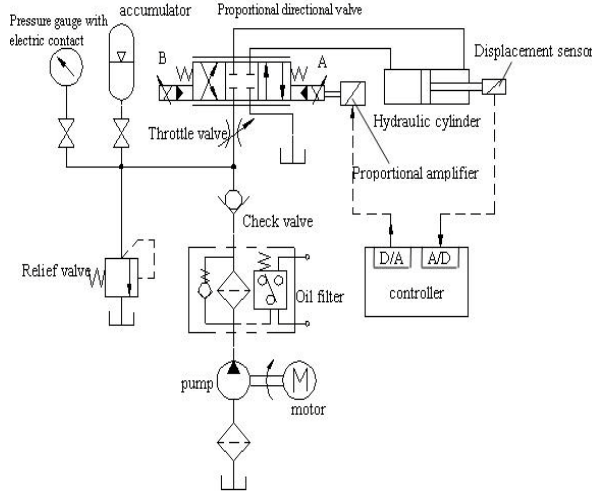 Pressure gauge with
electric contact
accumulator
Proportional directional valve
Displacement sensor
B
A
Hydraulic cylinder
Throttle valve
Proportional amplifier
Check valve
D/A
A/D
controller
Relief valve
Oil filter
pump
M
motor